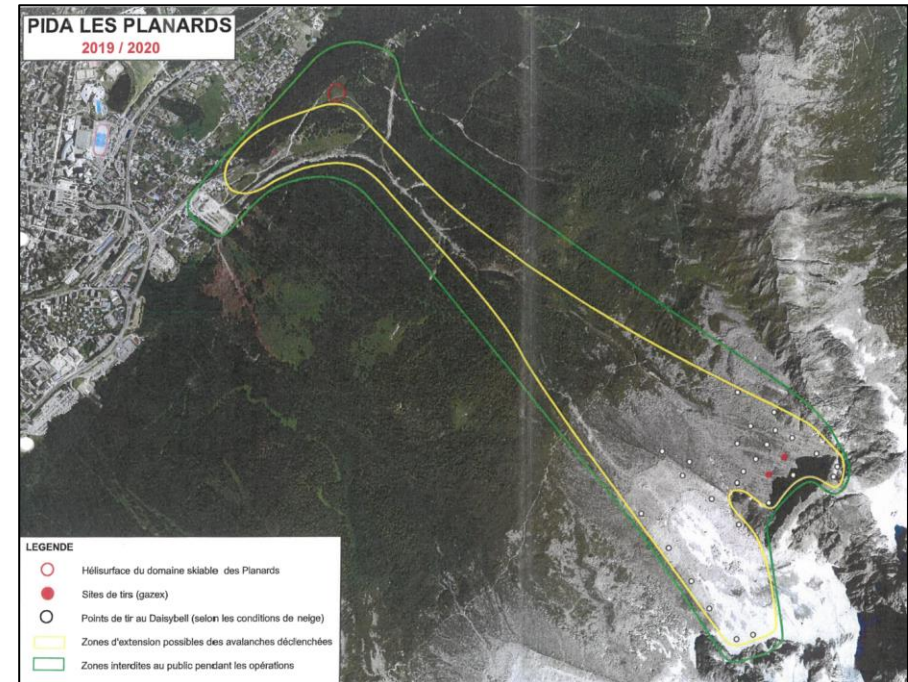 PIDA LES PLANARDS
2019 / 2020
LEGENDE
Hélisurface du domaine skiable des Planards
Sites de tirs (gazex)
Points de tir au Daisybell (selon les conditions de neige)
Zones d'extension possibles des avalanches déclenchées
Zones interdites au public pendant les opérations